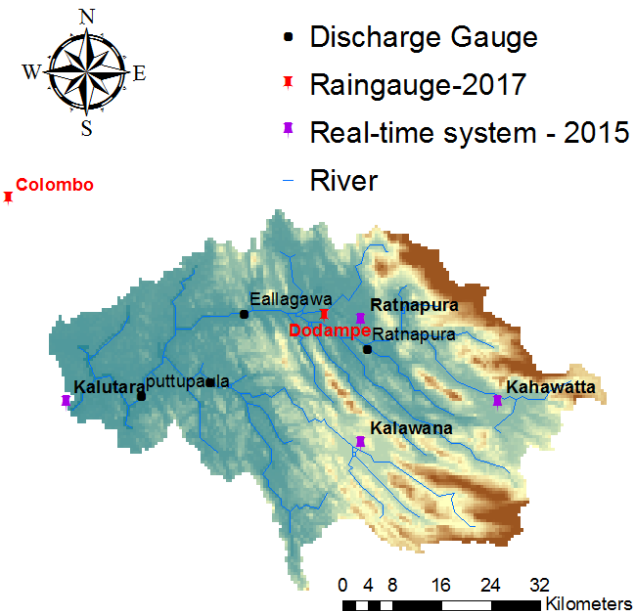 N
W E
S
Discharge Gauge
Raingauge-2017
Real-time system - 2015
River
Colombo
Eallagawa
Ratnapura
Dodampe
Ratnapura
Kalutara
puttupaula
Kahawatta
Kalawana
0 4 8 16 24 32
Kilometers